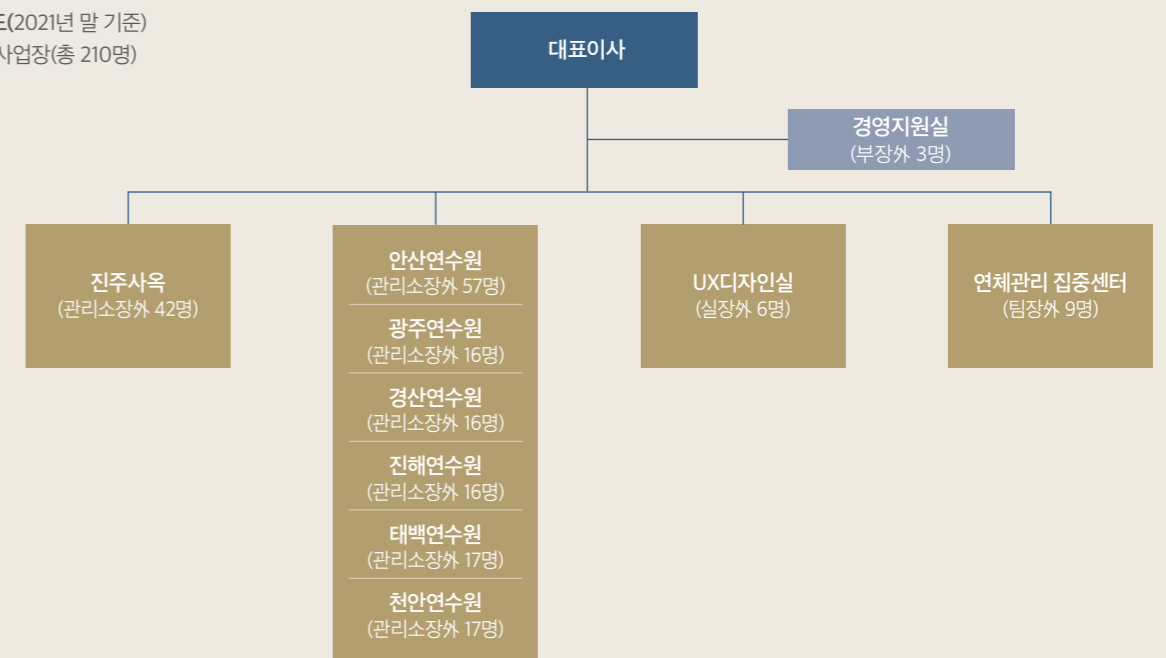 (2021년 말 기준)
사업장(총 210명)
대표이사
경영지원실
(부장外 3명)
진주사옥
(관리소장外 42명)
안산연수원
(관리소장外 57명)
광주연수원
(관리소장外 16명)
경산연수원
(관리소장外 16명)
진해연수원
(관리소장外 16명)
태백연수원
(관리소장外 17명)
천안연수원
(관리소장外 17명)
UX디자인실
(실장外 6명)
연체관리 집중센터
(팀장外 9명)